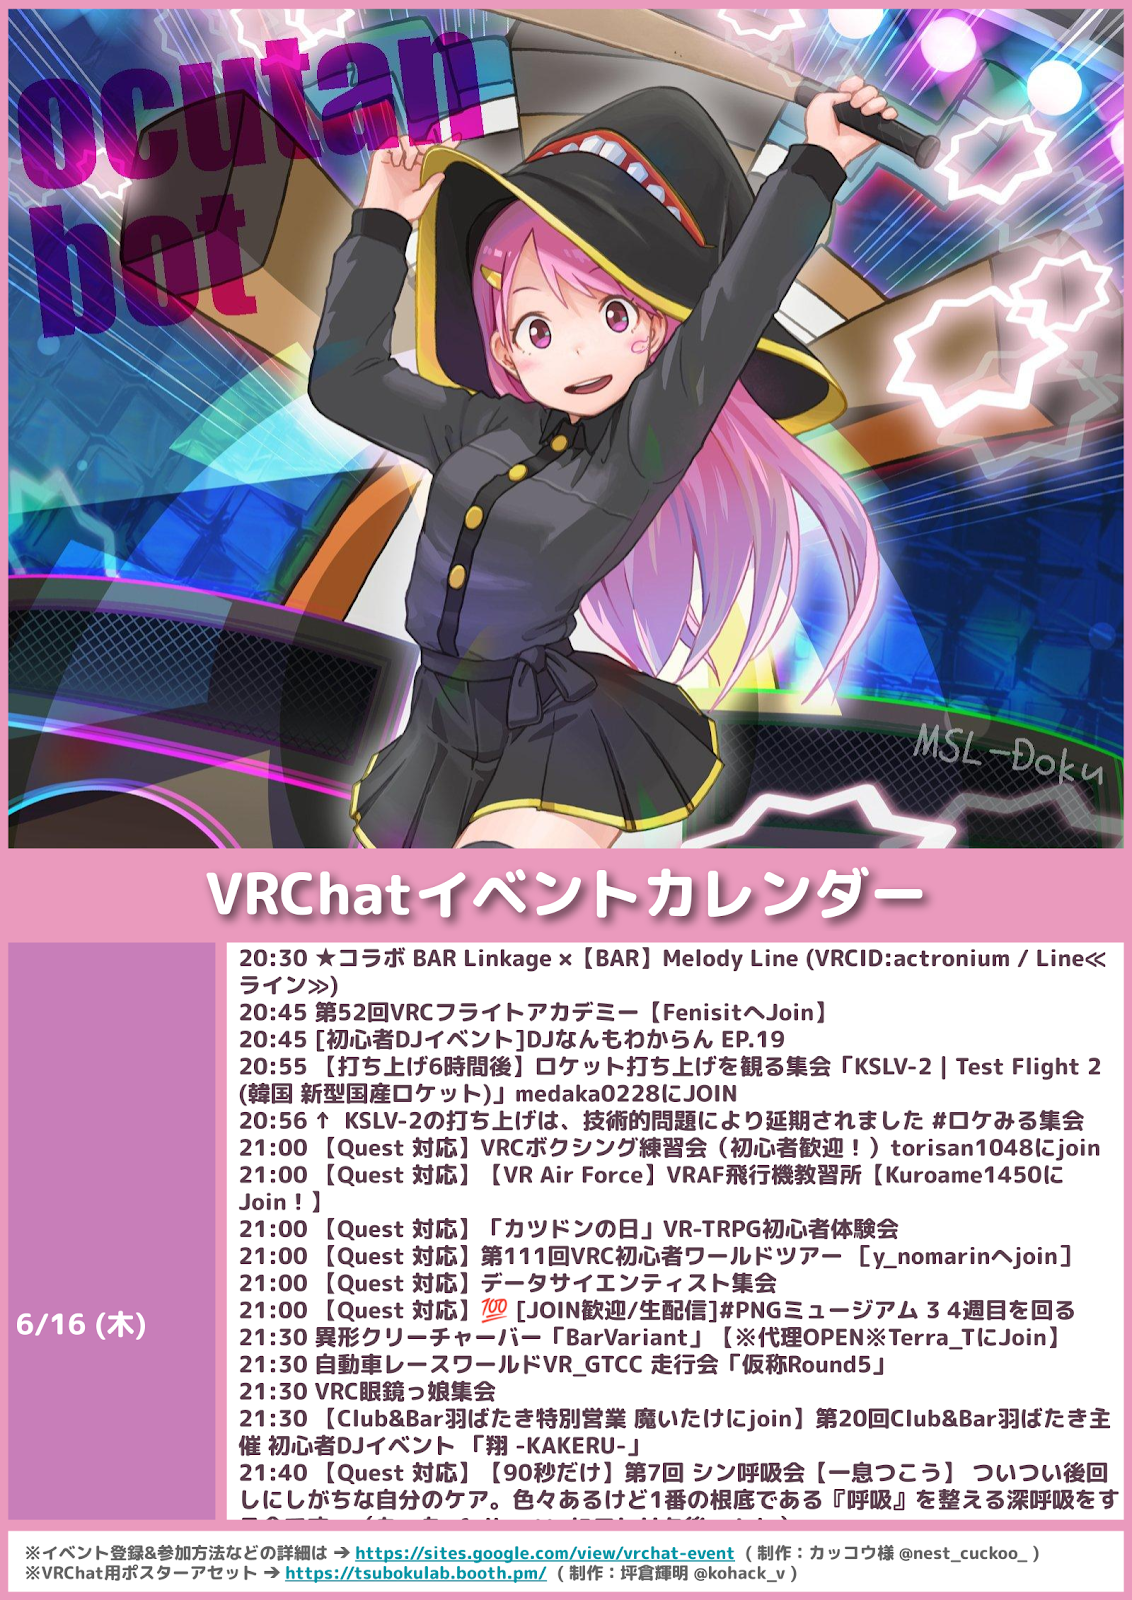 ocutan
bot
MSL-Doku
VRChatイベントカレンダー
6/16 (木)
20:30 ★コラボ BAR Linkage ×【BAR】Melody Line (VRCID:actronium / Line≪
ライン≫)
20:45 第52回VRCフライトアカデミー【FenisitへJoin】
20:45 [初心者DJイベント]DJなんもわからん EP.19
20:55 【打ち上げ6時間後】ロケット打ち上げを観る集会「KSLV-2 | Test Flight 2
(韓国 新型国産ロケット)」medaka0228にJOIN
20:56 ↑ KSLV-2の打ち上げは、技術的問題により延期されました #ロケみる集会
21:00 【Quest 対応】VRCボクシング練習会（初心者歓迎！）torisan1048にjoin
21:00 【Quest 対応】【VR Air Force】VRAF飛行機教習所【Kuroame1450に
Join！】
21:00 【Quest 対応】「カツドンの日」VR-TRPG初心者体験会
21:00 【Quest 対応】第111回VRC初心者ワールドツアー ［y_nomarinへjoin］
21:00 【Quest 対応】データサイエンティスト集会
21:00 【Quest 対応】💯 [JOIN歓迎/生配信]#PNGミュージアム 3 4週目を回る
21:30 異形クリーチャーバー「BarVariant」【※代理OPEN※Terra_TにJoin】
21:30 自動車レースワールドVR_GTCC 走行会「仮称Round5」
21:30 VRC眼鏡っ娘集会
21:30 【Club&Bar羽ばたき特別営業 魔いたけにjoin】第20回Club&Bar羽ばたき主
催 初心者DJイベント 「翔 -KAKERU-」
21:40 【Quest 対応】【90秒だけ】第7回 シン呼吸会【一息つこう】 ついつい後回
しにしがちな自分のケア。色々あるけど1番の根底である『呼吸』を整える深呼吸をす
※イベント登録&参加方法などの詳細は ➔ https://sites.google.com/view/vrchat-event ( 制作：カッコウ様 @nest_cuckoo_ )
※VRChat用ポスターアセット ➔ https://tsubokulab.booth.pm/ ( 制作：坪倉輝明 @kohack_v )